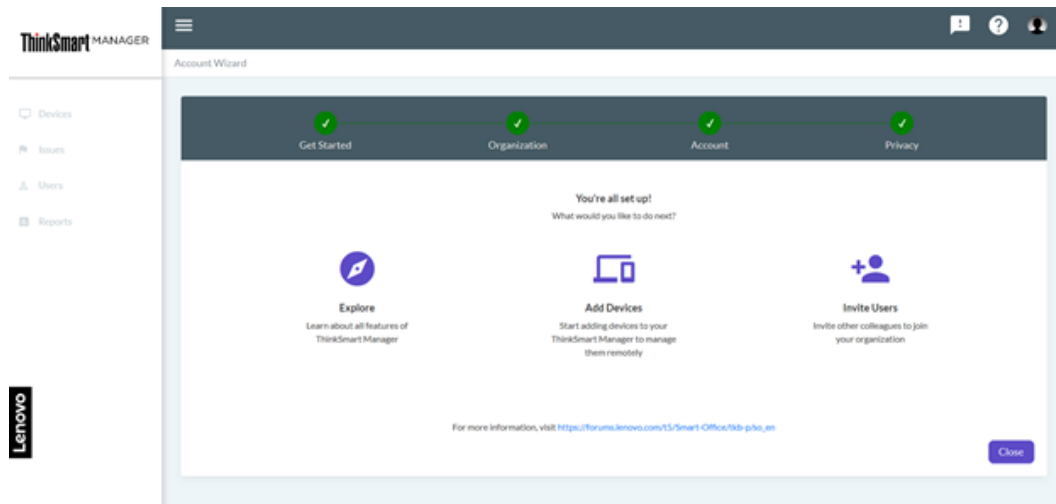 ThinkSmart MANAGER
Account Wizard
Devices
Issues
Users
Reports
Lenovo
Get Started
Organization
Account
Privacy
You're all set up!
What would you like to do next?
Explore
Learn about all features of
ThinkSmart Manager
Add Devices
Start adding devices to your
ThinkSmart Manager to manage
them remotely
Invite Users
Invite other colleagues to join
your organization
For more information, visit https://forums.lenovo.com/t5/Smart-Office/tkb-p/so_en
Close